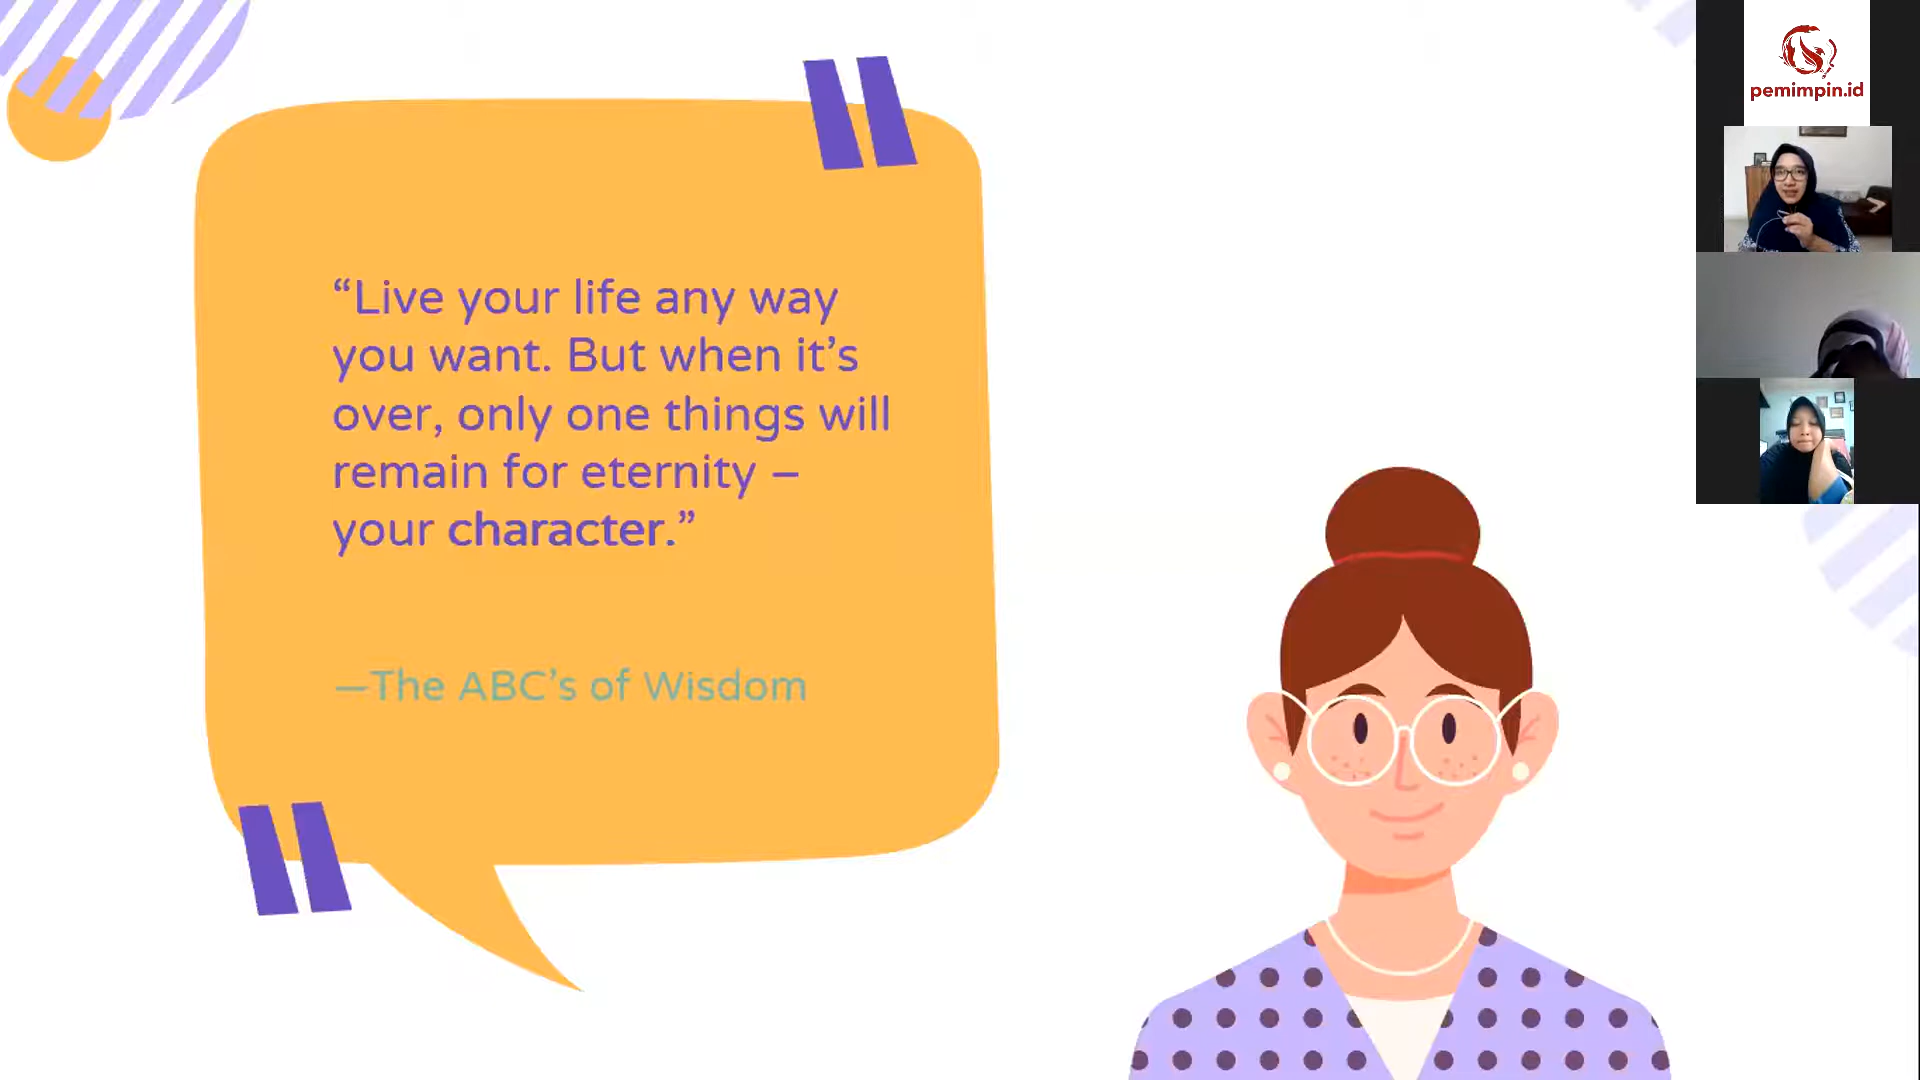 “Live your life any way
you want. But when it’s
over, only one things will
remain for eternity –
your character.”
—The ABC’s of Wisdom
pemimpin.id